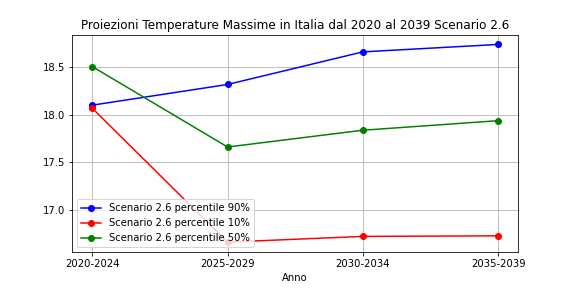 Proiezioni Temperature Massime in Italia dal 2020 al 2039 Scenario 2.6
18.5
18.0
17.5
17.0
Scenario 2.6 percentile 90%
Scenario 2.6 percentile 10%
Scenario 2.6 percentile 50%
2020-2024 2025-2029 2030-2034 2035-2039
Anno